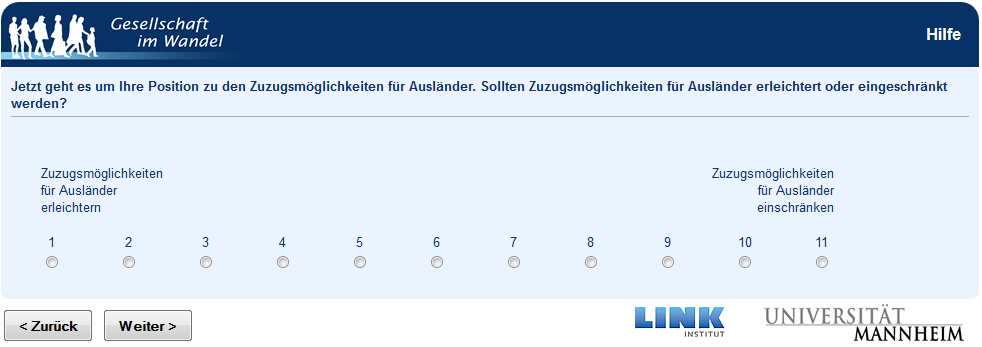 Gesellschaft
im Wandel
Hilfe
Jetzt geht es um Ihre Position zu den Zuzugsmöglichkeiten für Ausländer. Sollten Zuzugsmöglichkeiten für Ausländer erleichtert oder eingeschränkt
werden?
Zuzugsmöglichkeiten
für Ausländer
erleichtern
Zuzugsmöglichkeiten
für Ausländer
einschränken
1 2 3 4 5 6 7 8 9 10 11
< Zurück
Weiter >
LINK
INSTITUT
UNIVERSITÄT
MANNHEIM